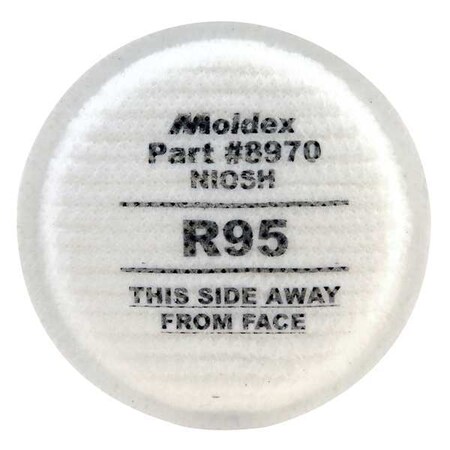 Moldex
Part #8970
NIOSH
R95
THIS SIDE AWAY
FROM FACE